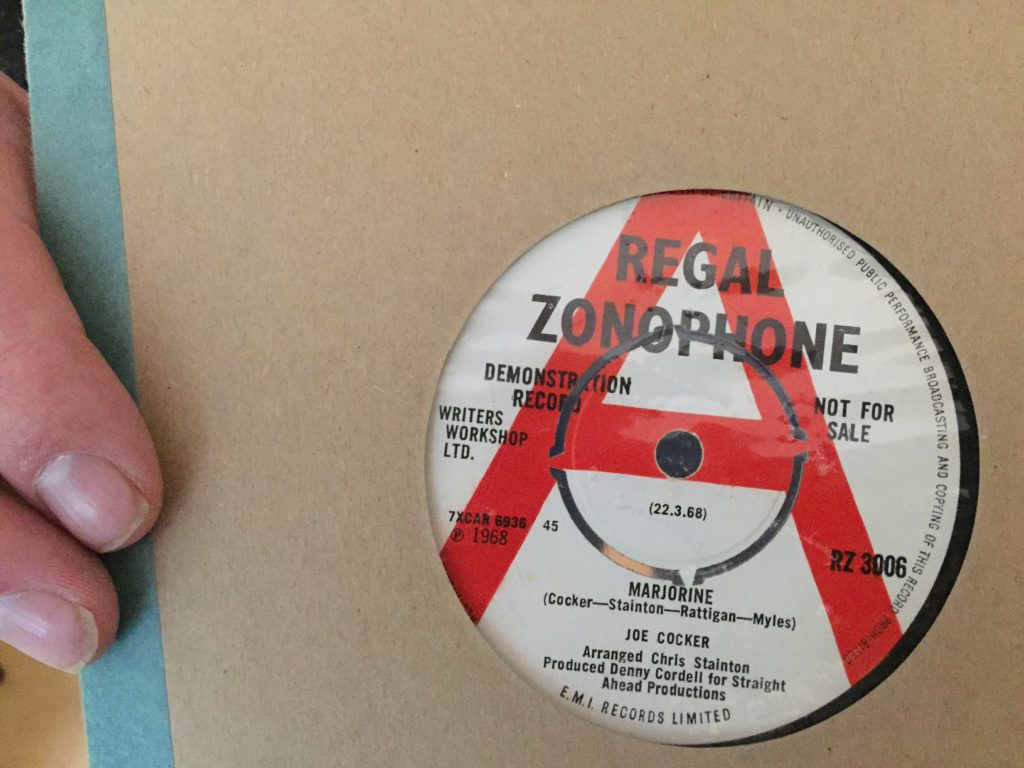 BRITAIN · UNAUTHORISED PUBLIC PERFORMANCE BROADCASTING AND COPYING OF THIS RECORD PROHIBITED
REGAL
ZONOPHONE
DEMONSTRATION
RECORD
NOT FOR
SALE
WRITERS
WORKSHOP
LTD.
(22.3.68)
7XCAR 6936
45
℗ 1968
RZ 3006
MARJORINE
(Cocker—Stainton—Rattigan—Myles)
JOE COCKER
Arranged Chris Stainton
Produced Denny Cordell for Straight
Ahead Productions
E.M.I. RECORDS LIMITED